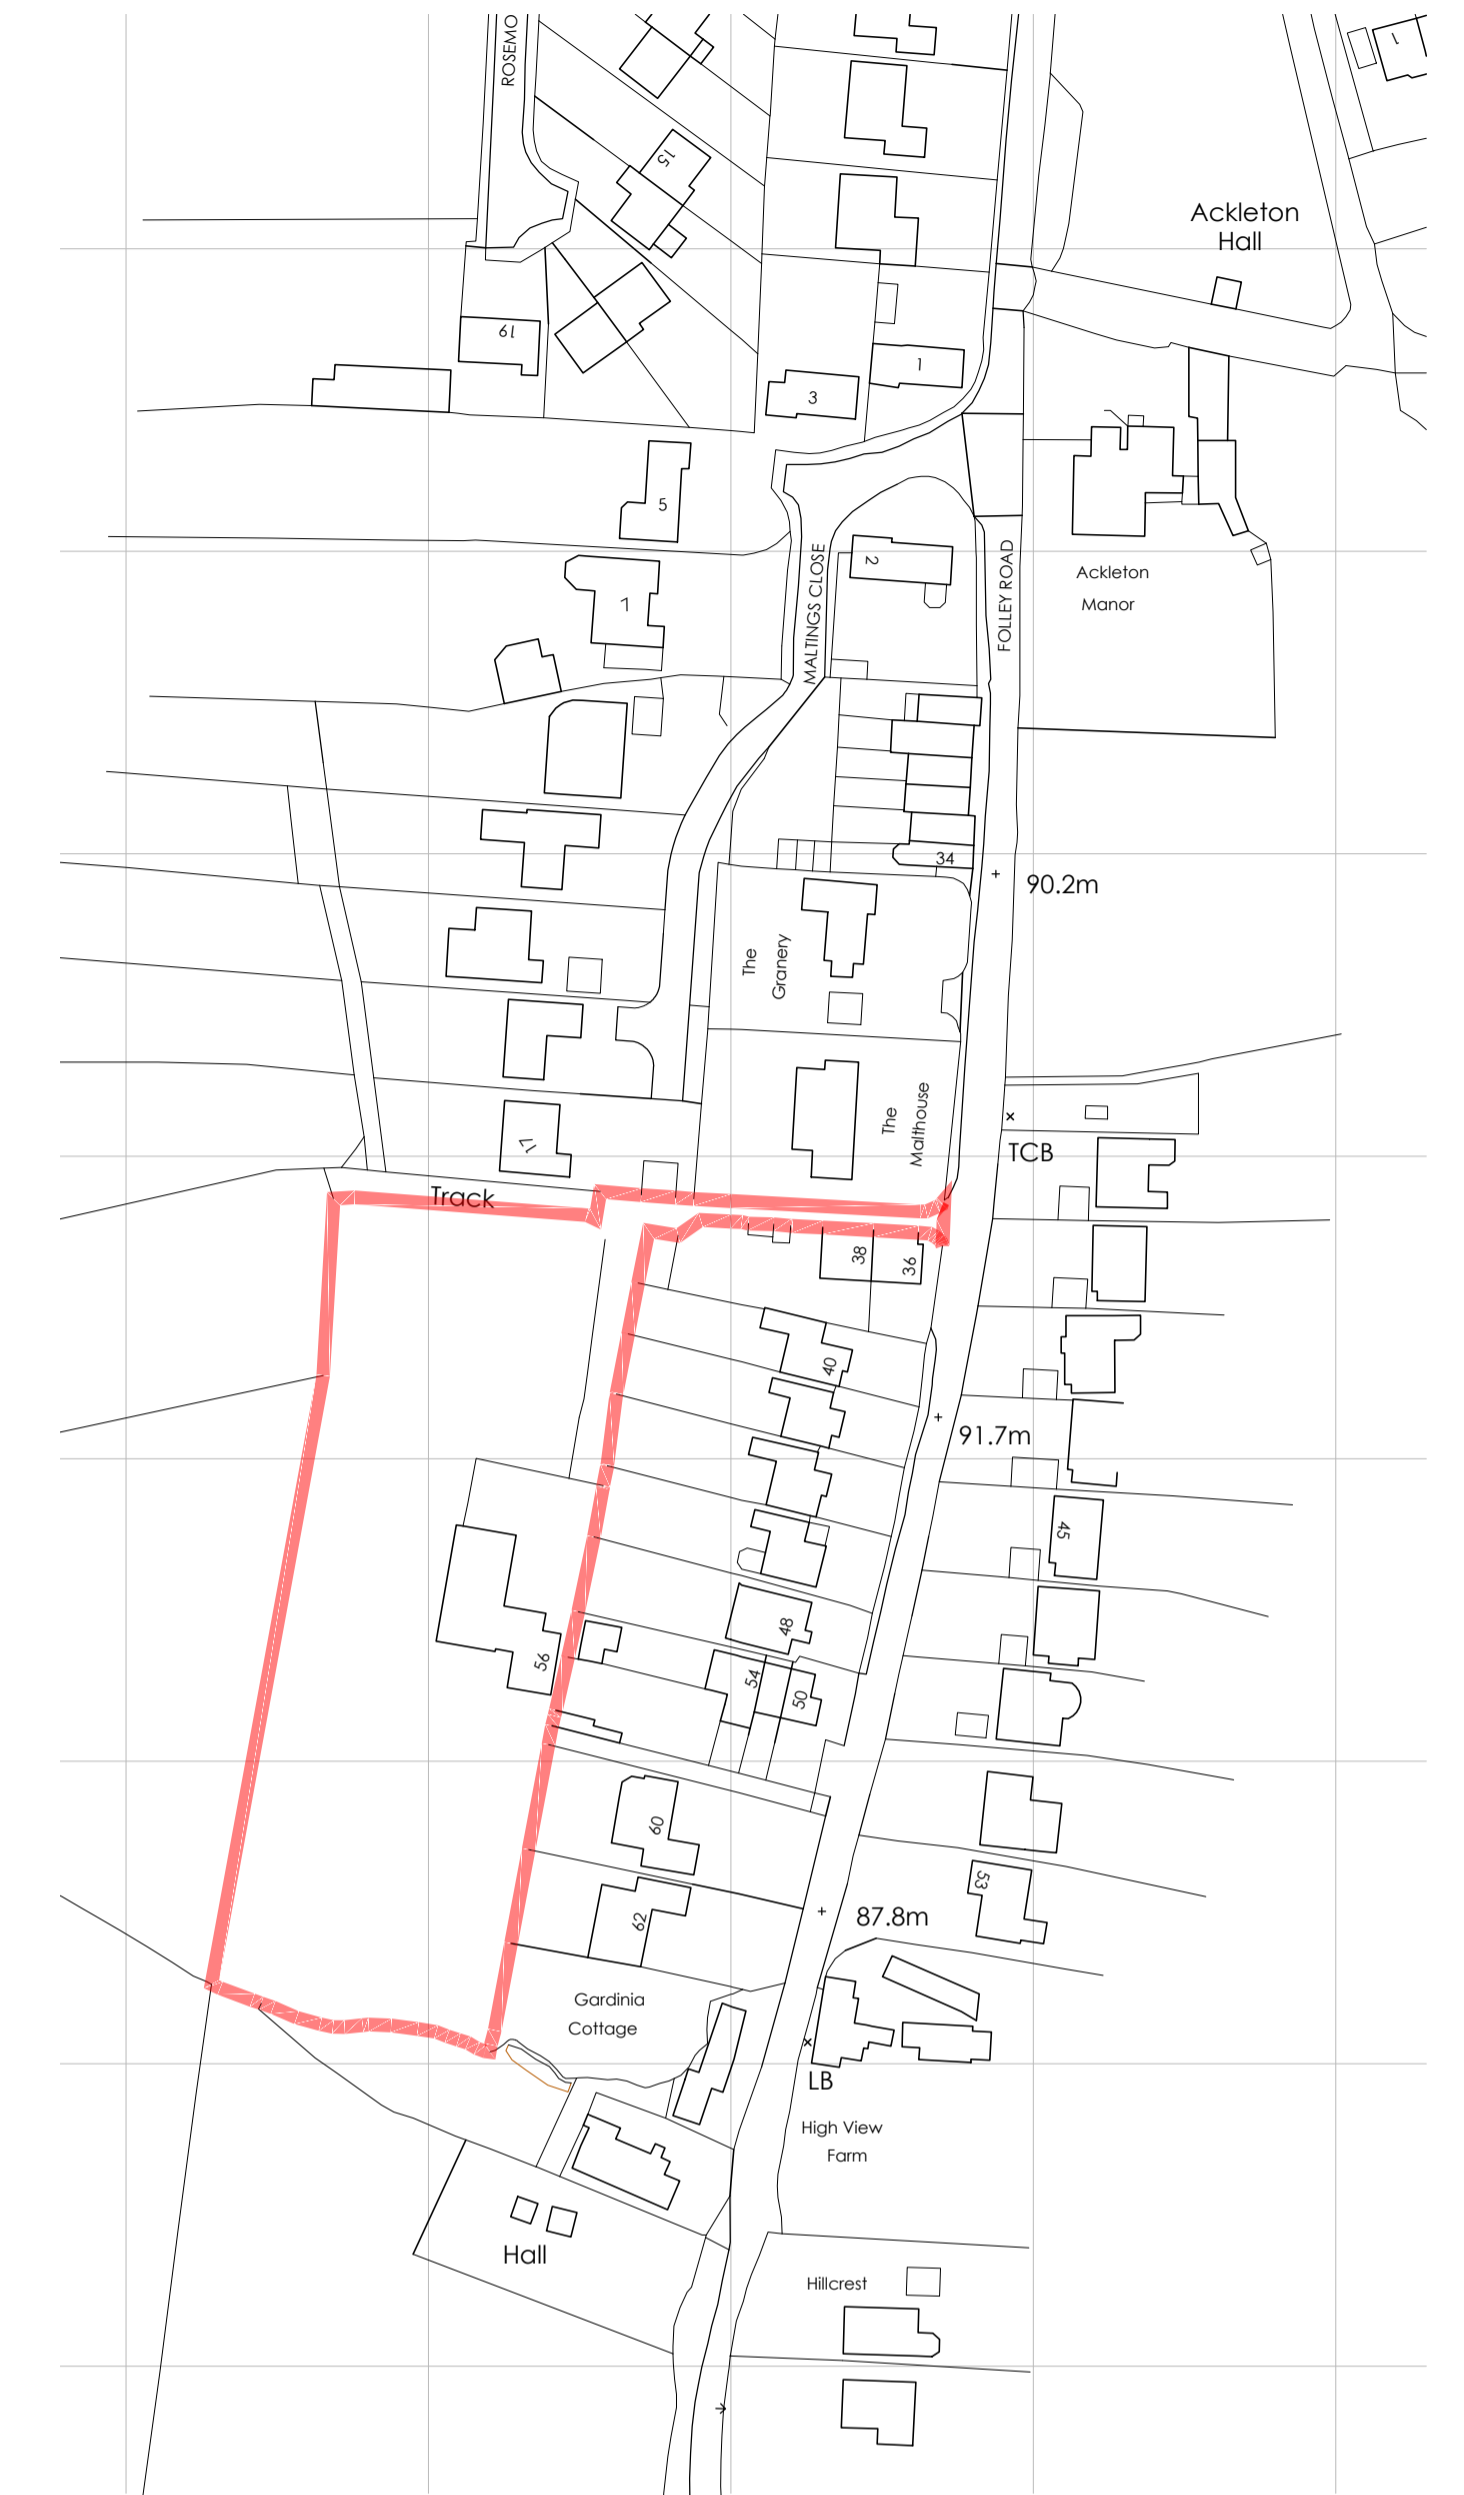 ROSEMO
1
15
Ackleton
Hall
19
1
3
5
2
MALTINGS CLOSE
FOLLEY ROAD
Ackleton
Manor
7
34
90.2m
The
Granery
The
Malthouse
TCB
17
Track
38
36
40
91.7m
45
48
56
54
50
60
53
62
87.8m
Gardinia
Cottage
LB
High View
Farm
Hall
Hillcrest